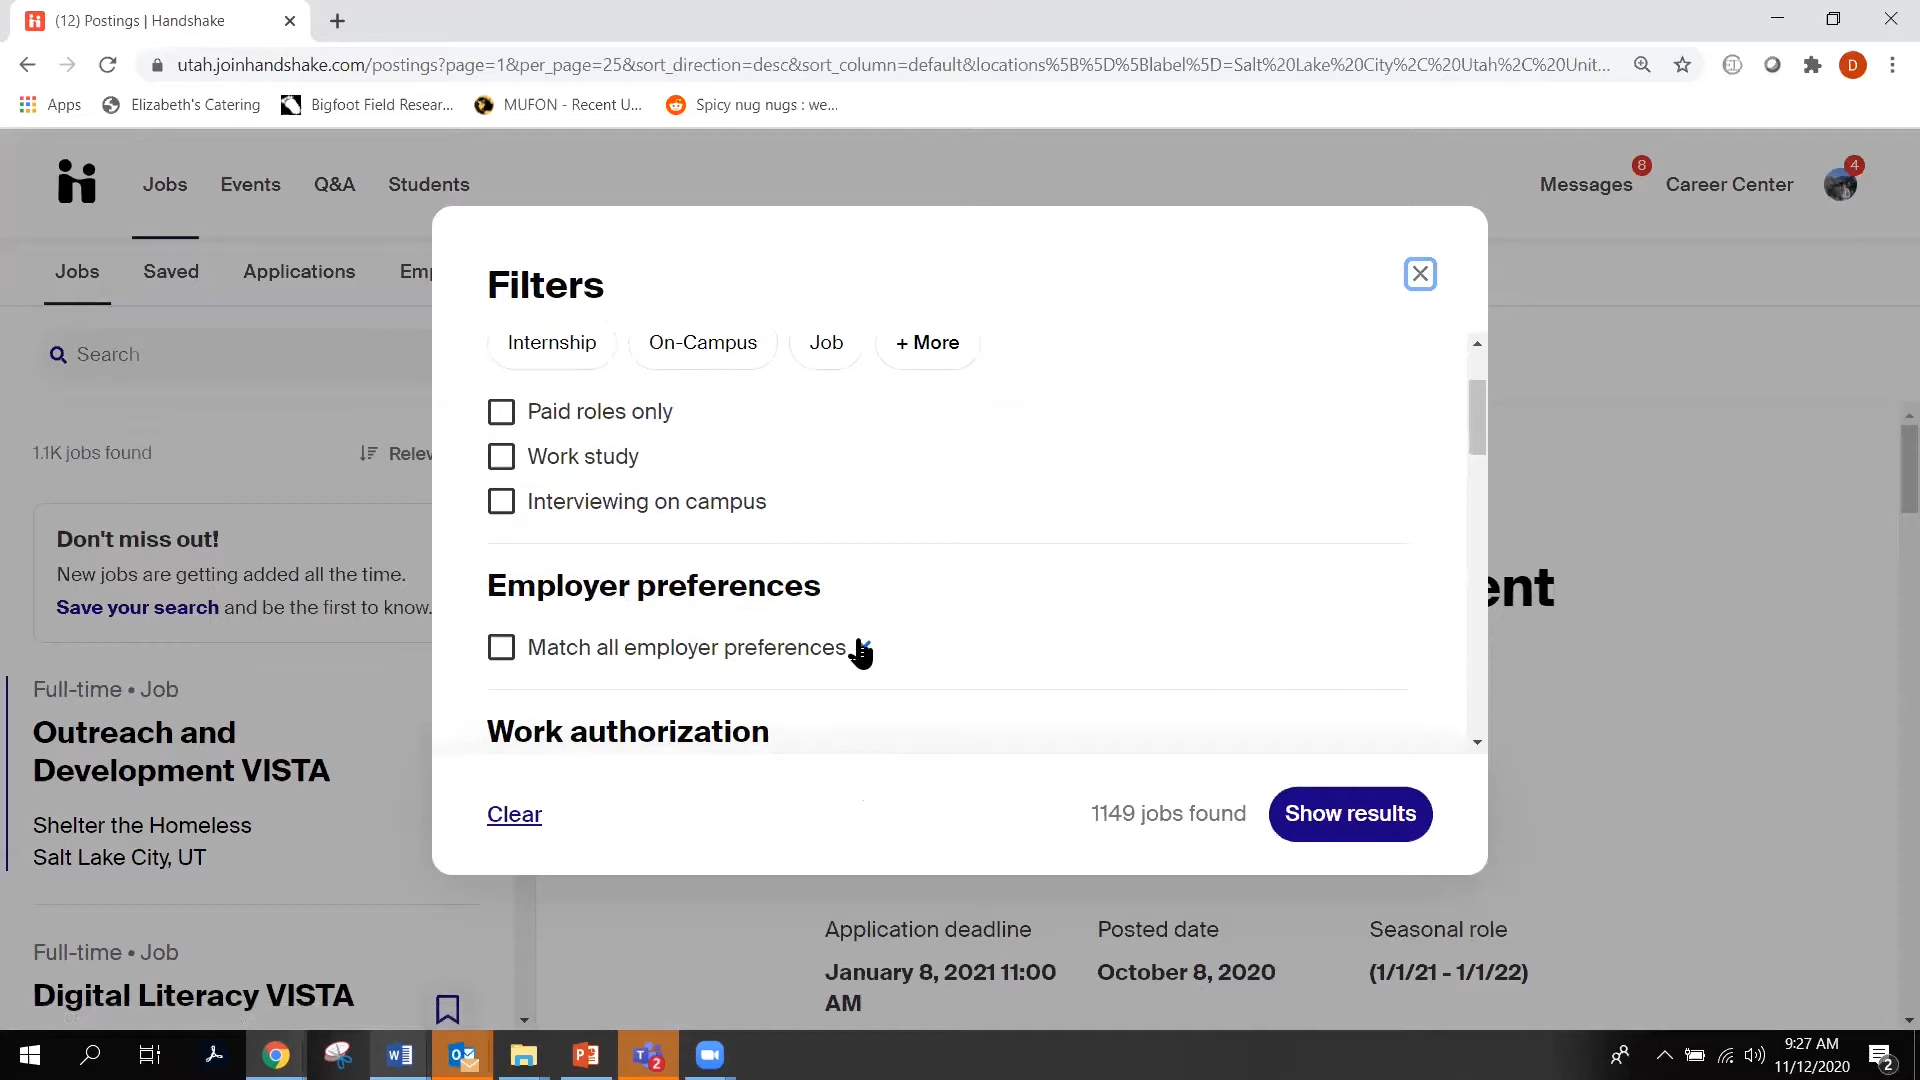 (12) Postings | Handshake
utah.joinhandshake.com/postings?page=1&per_page=25&sort_direction=desc&sort_column=default&locations%5B%5D%5Blabel%5D=Salt%20Lake%20City%2C%20Utah%2C%20Unit...
D
Apps
Elizabeth's Catering
Bigfoot Field Resear...
MUFON - Recent U...
Spicy nug nugs : we...
Jobs
Events
Q&A
Students
Messages
8
Career Center
4
Jobs
Saved
Applications
Em
Search
1.1K jobs found
Relev
Don't miss out!
New jobs are getting added all the time.
Save your search and be the first to know.
Full-time • Job
Outreach and
Development VISTA
Shelter the Homeless
Salt Lake City, UT
Full-time • Job
Digital Literacy VISTA
Filters
Internship
On-Campus
Job
+ More
Paid roles only
Work study
Interviewing on campus
Employer preferences
Match all employer preferences
Work authorization
Clear
1149 jobs found
Show results
ent
Application deadline
January 8, 2021 11:00
AM
Posted date
October 8, 2020
Seasonal role
(1/1/21 - 1/1/22)
2
9:27 AM
11/12/2020
2